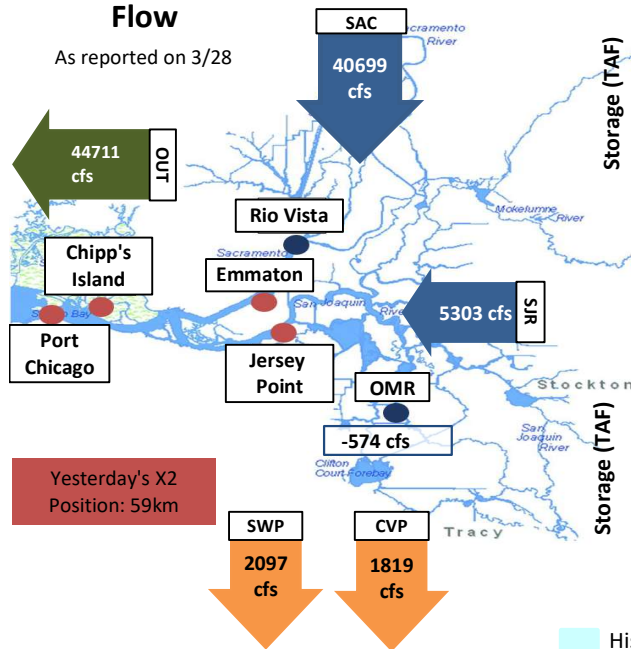 Flow
As reported on 3/28
SAC
40699
cfs
Sacramento
River
Storage (TAF)
44711
cfs
OUT
Rio Vista
Mokelumne
River
Chipp's
Island
Sacramento
Emmaton
San Joaquin
River
5303 cfs
SJR
Port
Chicago
Jersey
Point
OMR
Stockton
-574 cfs
San
Joaquin
River
Clifton
Court Forebay
Yesterday's X2
Position: 59km
Storage (TAF)
SWP
CVP
Tracy
2097
cfs
1819
cfs
His